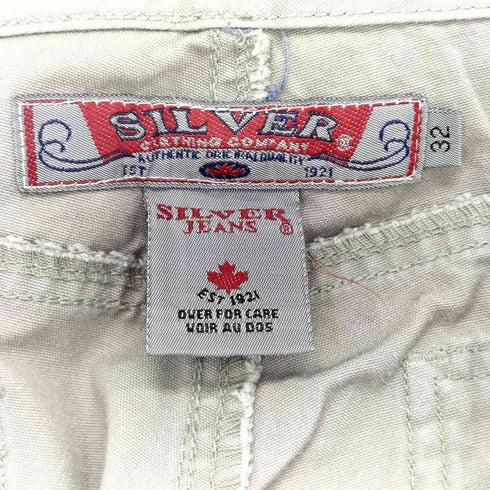 SILVER ®
CLOTHING COMPANY
AUTHENTIC ORIGINAL QUALITY
EST 1921
32
SILVER
JEANS ®
EST 1921
OVER FOR CARE
VOIR AU DOS